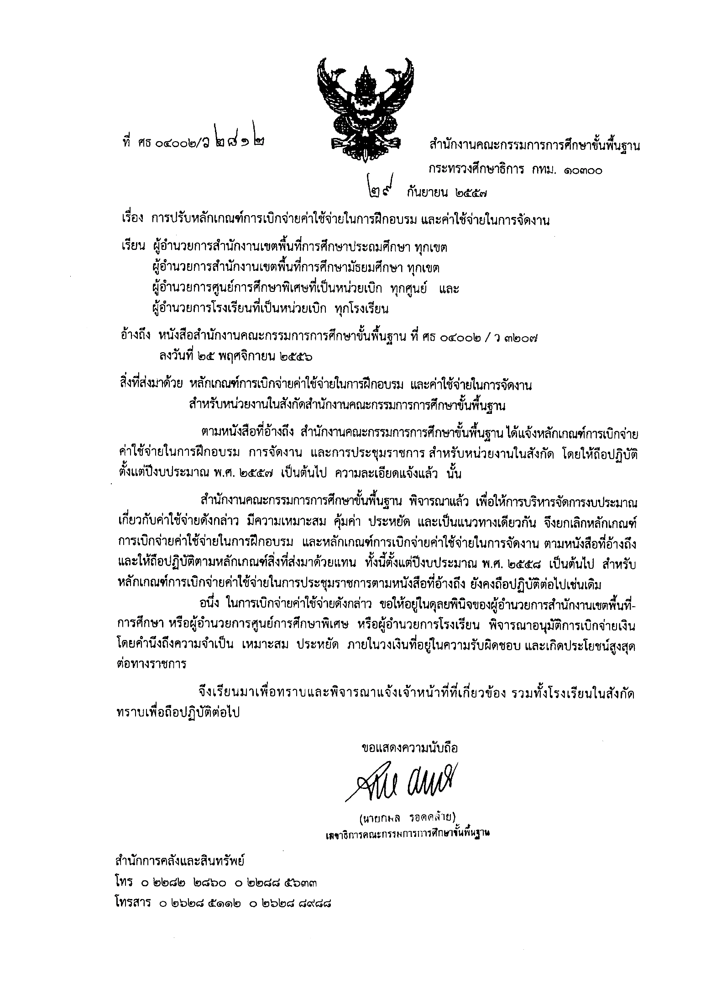 ที่ ศธ ๐๔๐๐๒/ว ๒๘๑๒
สำนักงานคณะกรรมการการศึกษาขั้นพื้นฐาน
กระทรวงศึกษาธิการ กทม. ๑๐๓๐๐
๒๙ กันยายน ๒๕๕๗
เรื่อง การปรับหลักเกณฑ์การเบิกจ่ายค่าใช้จ่ายในการฝึกอบรม และค่าใช้จ่ายในการจัดงาน
เรียน ผู้อำนวยการสำนักงานเขตพื้นที่การศึกษาประถมศึกษา ทุกเขต
ผู้อำนวยการสำนักงานเขตพื้นที่การศึกษามัธยมศึกษา ทุกเขต
ผู้อำนวยการศูนย์การศึกษาพิเศษที่เป็นหน่วยเบิก ทุกศูนย์ และ
ผู้อำนวยการโรงเรียนที่เป็นหน่วยเบิก ทุกโรงเรียน
อ้างถึง หนังสือสำนักงานคณะกรรมการการศึกษาขั้นพื้นฐาน ที่ ศธ ๐๔๐๐๒ / ว ๓๒๐๗
ลงวันที่ ๒๕ พฤศจิกายน ๒๕๕๖
สิ่งที่ส่งมาด้วย หลักเกณฑ์การเบิกจ่ายค่าใช้จ่ายในการฝึกอบรม และค่าใช้จ่ายในการจัดงาน
สำหรับหน่วยงานในสังกัดสำนักงานคณะกรรมการการศึกษาขั้นพื้นฐาน
ตามหนังสือที่อ้างถึง สำนักงานคณะกรรมการการศึกษาขั้นพื้นฐาน ได้แจ้งหลักเกณฑ์การเบิกจ่าย
ค่าใช้จ่ายในการฝึกอบรม การจัดงาน และการประชุมราชการ สำหรับหน่วยงานในสังกัด โดยให้ถือปฏิบัติ
ตั้งแต่ปีงบประมาณ พ.ศ. ๒๕๕๗ เป็นต้นไป ความละเอียดแจ้งแล้ว นั้น
สำนักงานคณะกรรมการการศึกษาขั้นพื้นฐาน พิจารณาแล้ว เพื่อให้การบริหารจัดการงบประมาณ
เกี่ยวกับค่าใช้จ่ายดังกล่าว มีความเหมาะสม คุ้มค่า ประหยัด และเป็นแนวทางเดียวกัน จึงยกเลิกหลักเกณฑ์
การเบิกจ่ายค่าใช้จ่ายในการฝึกอบรม และหลักเกณฑ์การเบิกจ่ายค่าใช้จ่ายในการจัดงาน ตามหนังสือที่อ้างถึง
และให้ถือปฏิบัติตามหลักเกณฑ์สิ่งที่ส่งมาด้วยแทน ทั้งนี้ตั้งแต่ปีงบประมาณ พ.ศ. ๒๕๕๘ เป็นต้นไป สำหรับ
หลักเกณฑ์การเบิกจ่ายค่าใช้จ่ายในการประชุมราชการตามหนังสือที่อ้างถึง ยังคงถือปฏิบัติต่อไปเช่นเดิม
อนึ่ง ในการเบิกจ่ายค่าใช้จ่ายดังกล่าว ขอให้อยู่ในดุลยพินิจของผู้อำนวยการสำนักงานเขตพื้นที่-
การศึกษา หรือผู้อำนวยการศูนย์การศึกษาพิเศษ หรือผู้อำนวยการโรงเรียน พิจารณาอนุมัติการเบิกจ่ายเงิน
โดยคำนึงถึงความจำเป็น เหมาะสม ประหยัด ภายในวงเงินที่อยู่ในความรับผิดชอบ และเกิดประโยชน์สูงสุด
ต่อทางราชการ
จึงเรียนมาเพื่อทราบและพิจารณาแจ้งเจ้าหน้าที่ที่เกี่ยวข้อง รวมทั้งโรงเรียนในสังกัด
ทราบเพื่อถือปฏิบัติต่อไป
ขอแสดงความนับถือ
(นายกมล รอดคล้าย)
เลขาธิการคณะกรรมการการศึกษาขั้นพื้นฐาน
สำนักการคลังและสินทรัพย์
โทร ๐ ๒๒๘๒ ๒๘๖๐ ๐ ๒๒๘๘ ๕๖๓๓
โทรสาร ๐ ๒๖๒๘ ๕๑๑๒ ๐ ๒๖๒๘ ๘๙๘๘